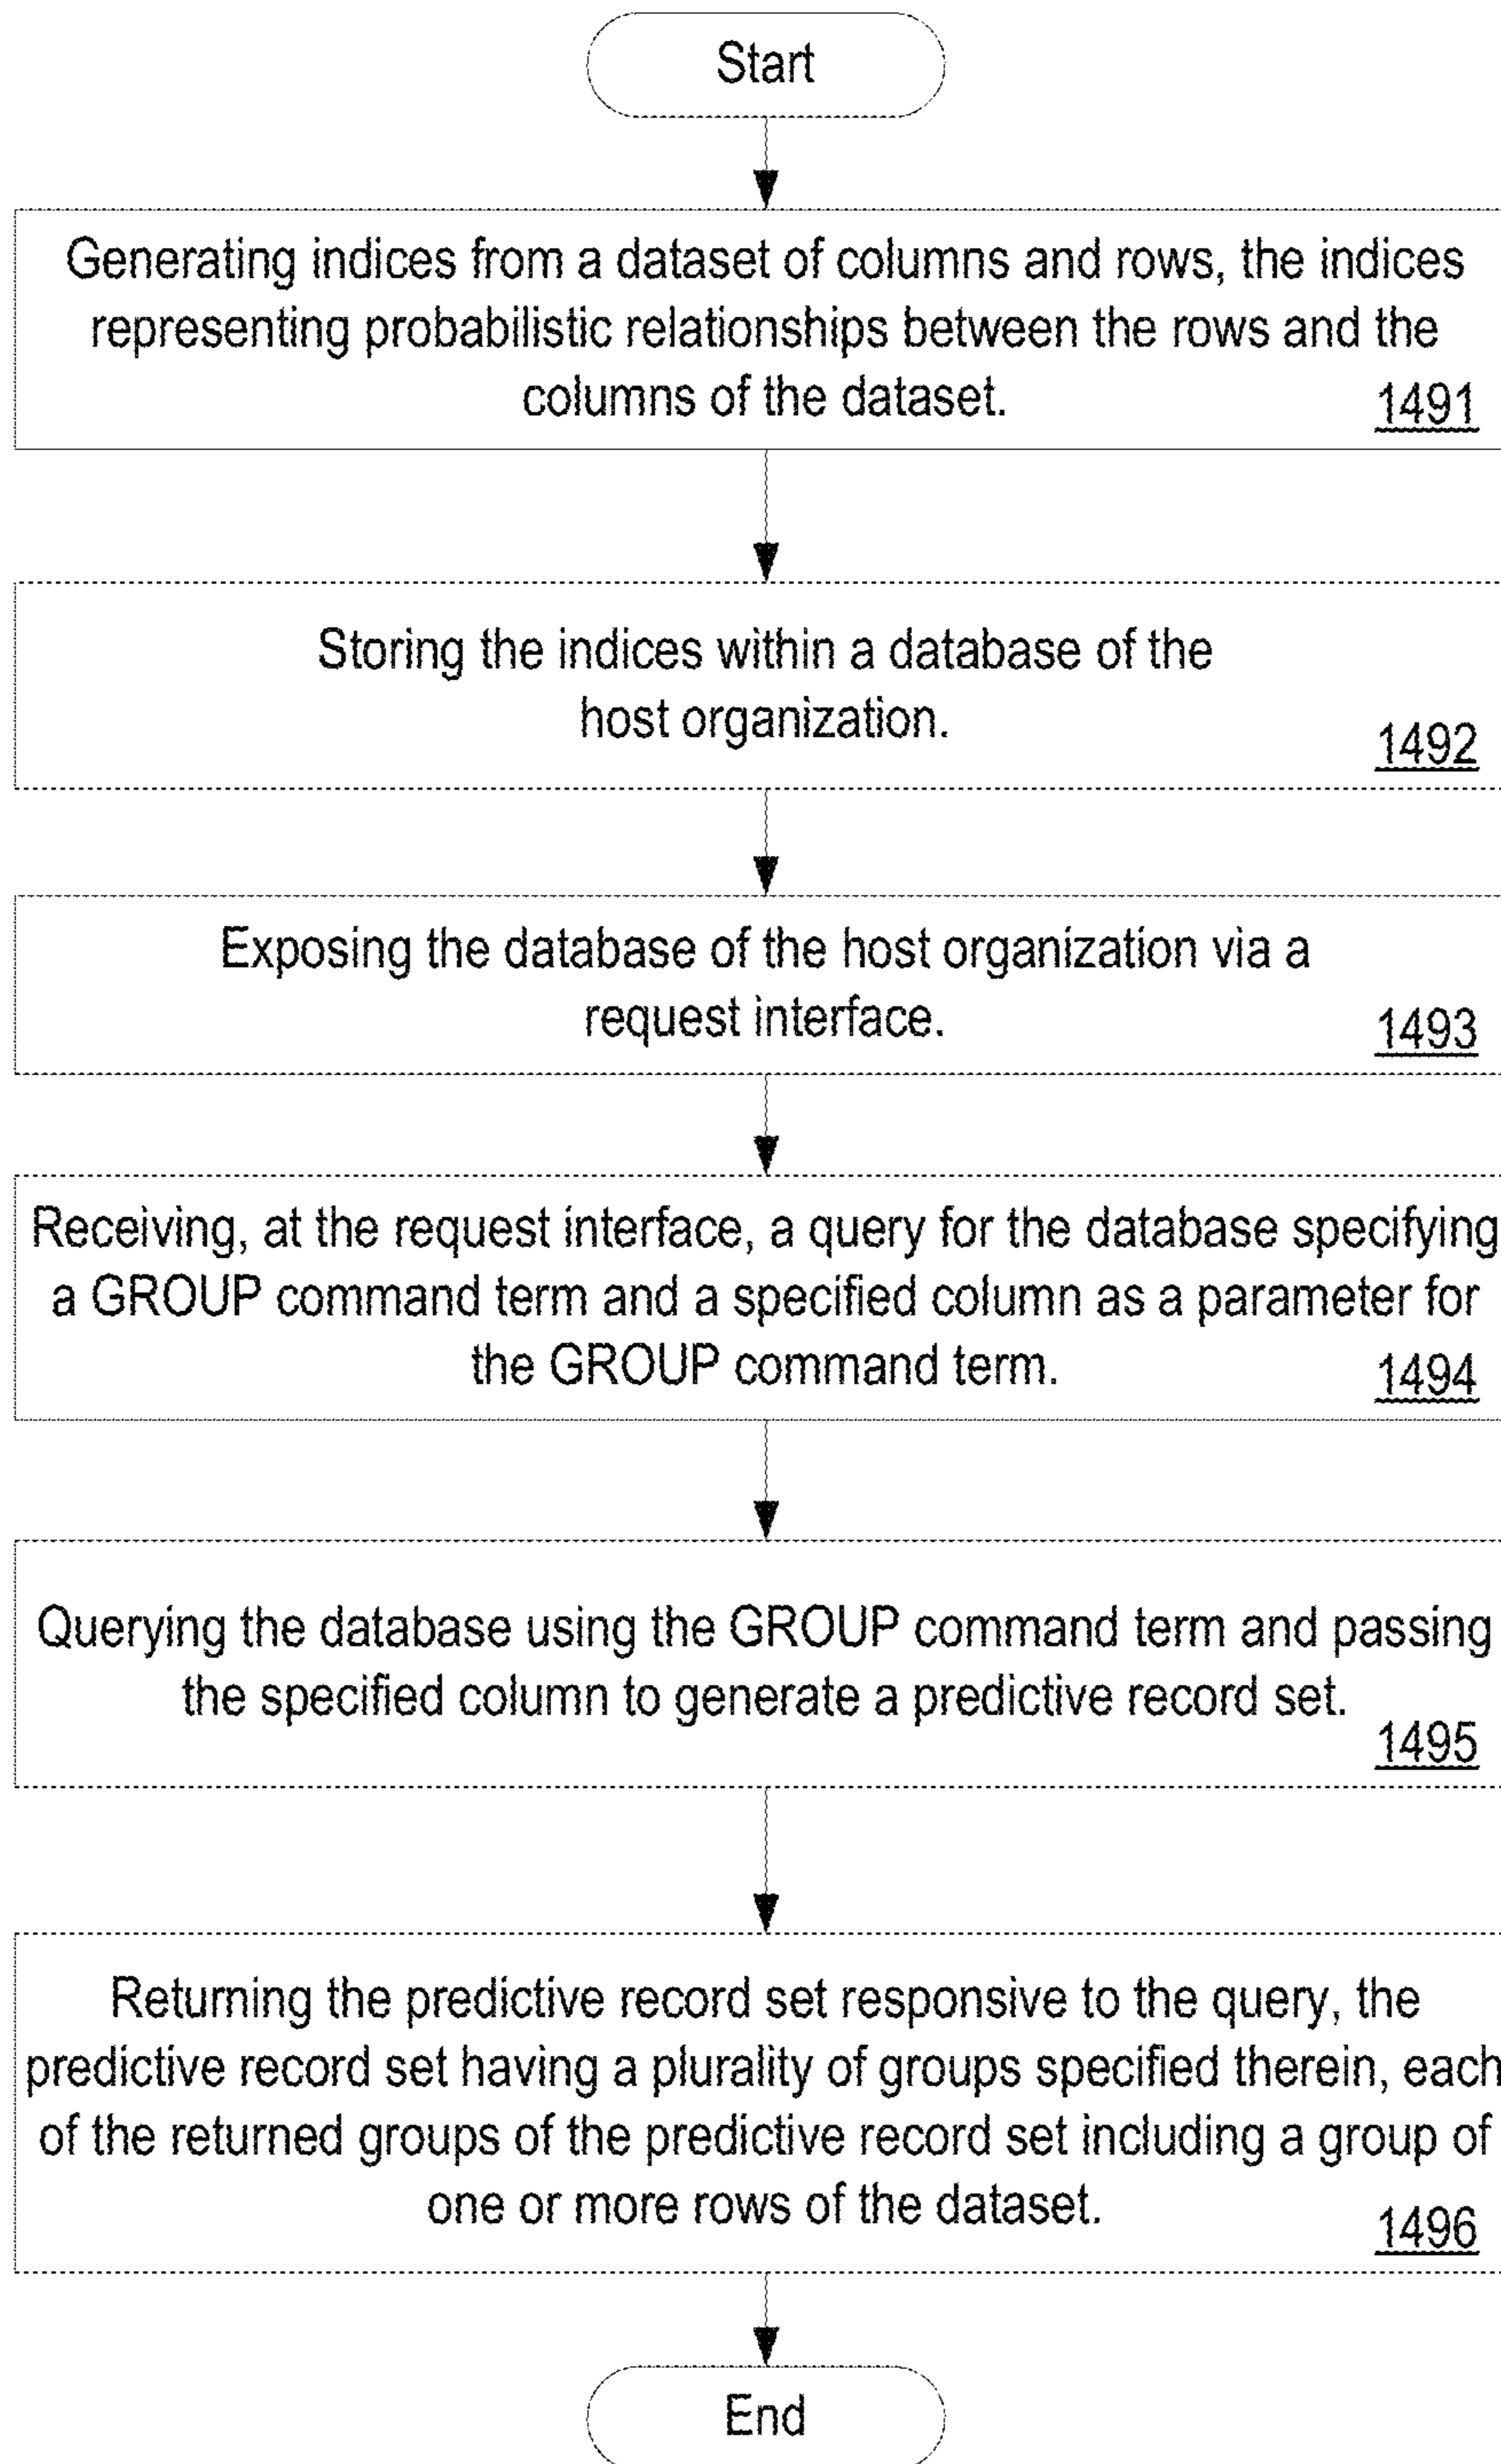 Start
Generating indices from a dataset of columns and rows, the indices
representing probabilistic relationships between the rows and the
columns of the dataset.
1491
Storing the indices within a database of the
host organization.
1492
Exposing the database of the host organization via a
request interface.
1493
Receiving, at the request interface, a query for the database specifying
a GROUP command term and a specified column as a parameter for
the GROUP command term.
1494
Querying the database using the GROUP command term and passing
the specified column to generate a predictive record set.
1495
Returning the predictive record set responsive to the query, the
predictive record set having a plurality of groups specified therein, each
of the returned groups of the predictive record set including a group of
one or more rows of the dataset.
1496
End